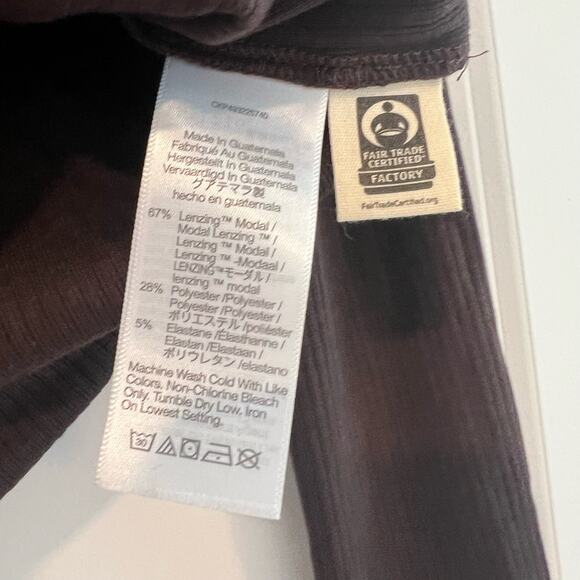 CKP493225740
Made In Guatemala
Fabriqué Au Guatemala
Hergestellt In Guatemala
Vervaardigd In Guatemala
グアテマラ製
hecho en guatemala
67% Lenzing™ Modal /
Modal Lenzing ™ /
Lenzing ™ Modal /
Lenzing ™ -Modaal /
LENZING™モーダル /
lenzing ™ modal
28% Polyester /Polyester /
Polyester /Polyester /
ポリエステル /poliéster
5% Elastane /Élasthanne /
Elastan /Elastaan /
ポリウレタン /elastano
Machine Wash Cold With Like
Colors. Non-Chlorine Bleach
Only. Tumble Dry Low. Iron
On Lowest Setting.
30
FAIR TRADE
CERTIFIED™
FACTORY
FairTradeCertified.org